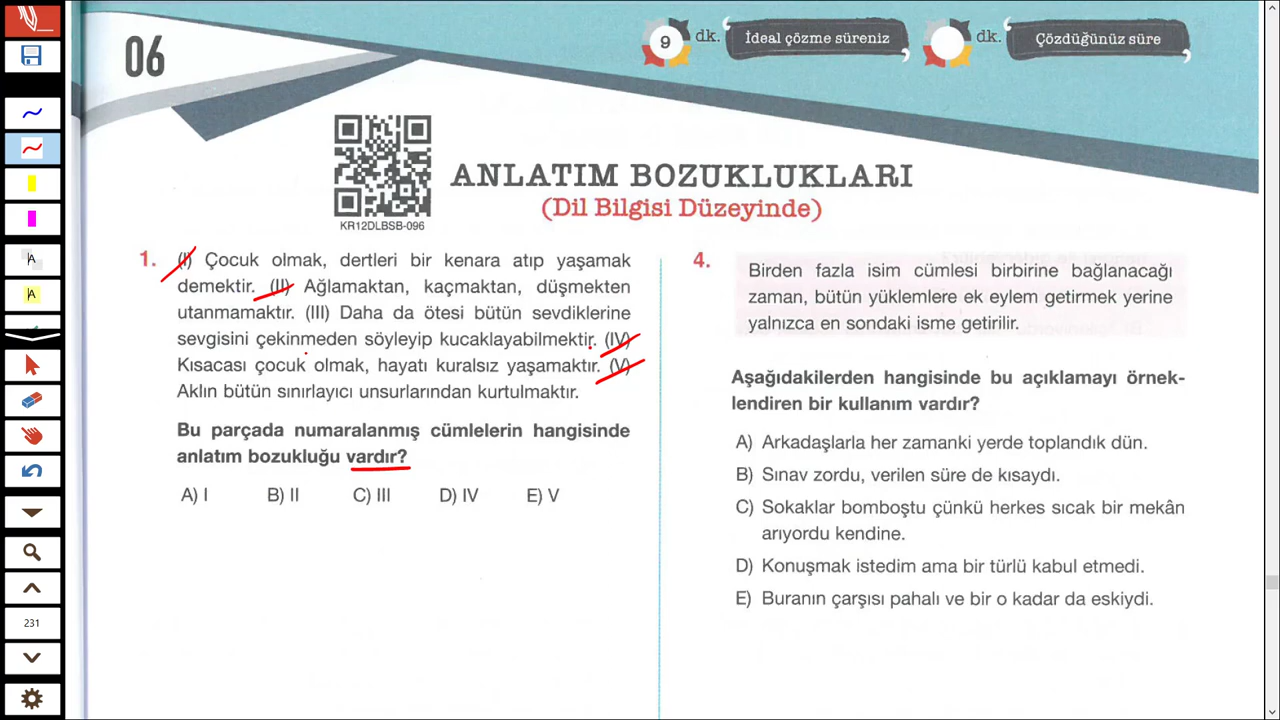 06
9 dk. İdeal çözme süreniz
dk. Çözdüğünüz süre
KR12DLBSB-096
ANLATIM BOZUKLUKLARI
(Dil Bilgisi Düzeyinde)
1. (I) Çocuk olmak, dertleri bir kenara atıp yaşamak
demektir. (II) Ağlamaktan, kaçmaktan, düşmekten
utanmamaktır. (III) Daha da ötesi bütün sevdiklerine
sevgisini çekinmeden söyleyip kucaklayabilmektir. (IV)
Kısacası çocuk olmak, hayatı kuralsız yaşamaktır. (V)
Aklın bütün sınırlayıcı unsurlarından kurtulmaktır.
Bu parçada numaralanmış cümlelerin hangisinde
anlatım bozukluğu vardır?
A) I B) II C) III D) IV E) V
4. Birden fazla isim cümlesi birbirine bağlanacağı
zaman, bütün yüklemlere ek eylem getirmek yerine
yalnızca en sondaki isme getirilir.
Aşağıdakilerden hangisinde bu açıklamayı örnek-
lendiren bir kullanım vardır?
A) Arkadaşlarla her zamanki yerde toplandık dün.
B) Sınav zordu, verilen süre de kısaydı.
C) Sokaklar bomboştu çünkü herkes sıcak bir mekân
arıyordu kendine.
D) Konuşmak istedim ama bir türlü kabul etmedi.
E) Buranın çarşısı pahalı ve bir o kadar da eskiydi.
A
A
231